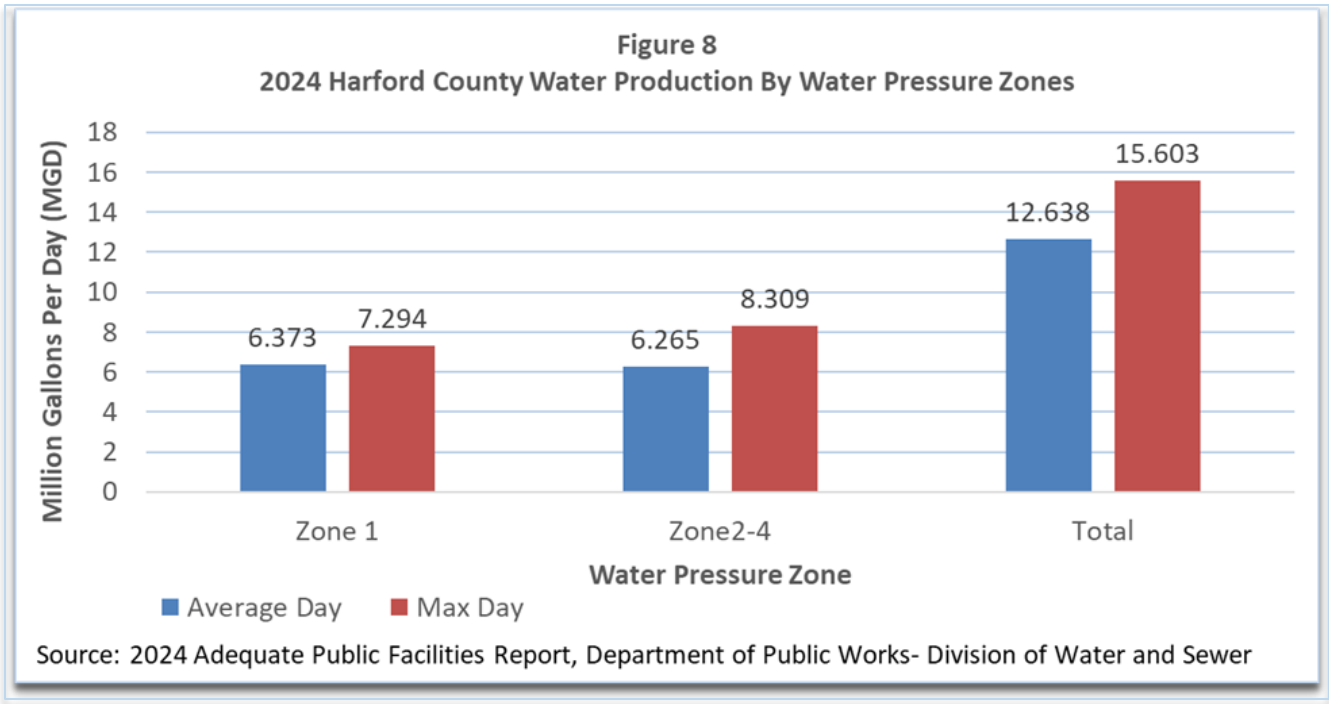 Figure 8
2024 Harford County Water Production By Water Pressure Zones
Million Gallons Per Day (MGD)
18
16
14
12
10
8
6
4
2
0
6.373
7.294
6.265
8.309
12.638
15.603
Zone 1
Zone2-4
Total
Water Pressure Zone
Average Day
Max Day
Source: 2024 Adequate Public Facilities Report, Department of Public Works- Division of Water and Sewer